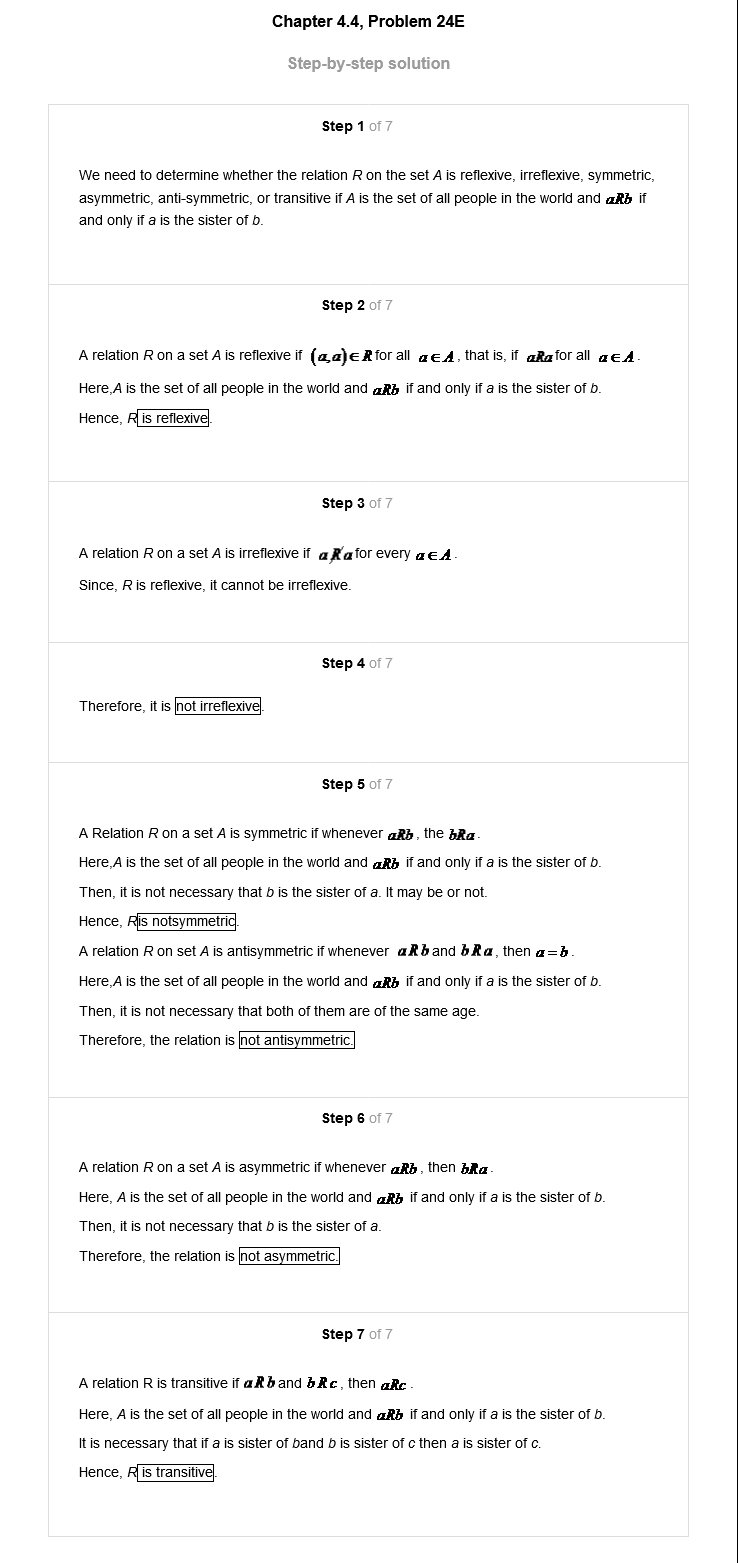 Chapter 4.4, Problem 24E
Step-by-step solution
Step 1 of 7
We need to determine whether the relation R on the set A is reflexive, irreflexive, symmetric,
asymmetric, anti-symmetric, or transitive if A is the set of all people in the world and aRb if
and only if a is the sister of b.
Step 2 of 7
A relation R on a set A is reflexive if (a,a)∈R for all a∈A, that is, if aRa for all a∈A.
Here,A is the set of all people in the world and aRb if and only if a is the sister of b.
Hence, R is reflexive.
Step 3 of 7
A relation R on a set A is irreflexive if a R̸ a for every a∈A.
Since, R is reflexive, it cannot be irreflexive.
Step 4 of 7
Therefore, it is not irreflexive.
Step 5 of 7
A Relation R on a set A is symmetric if whenever aRb, the bRa.
Here,A is the set of all people in the world and aRb if and only if a is the sister of b.
Then, it is not necessary that b is the sister of a. It may be or not.
Hence, Ris notsymmetric.
A relation R on set A is antisymmetric if whenever aRb and bRa, then a=b.
Here,A is the set of all people in the world and aRb if and only if a is the sister of b.
Then, it is not necessary that both of them are of the same age.
Therefore, the relation is not antisymmetric.
Step 6 of 7
A relation R on a set A is asymmetric if whenever aRb, then bRa.
Here, A is the set of all people in the world and aRb if and only if a is the sister of b.
Then, it is not necessary that b is the sister of a.
Therefore, the relation is not asymmetric.
Step 7 of 7
A relation R is transitive if aRb and bRc, then aRc.
Here, A is the set of all people in the world and aRb if and only if a is the sister of b.
It is necessary that if a is sister of band b is sister of c then a is sister of c.
Hence, R is transitive.